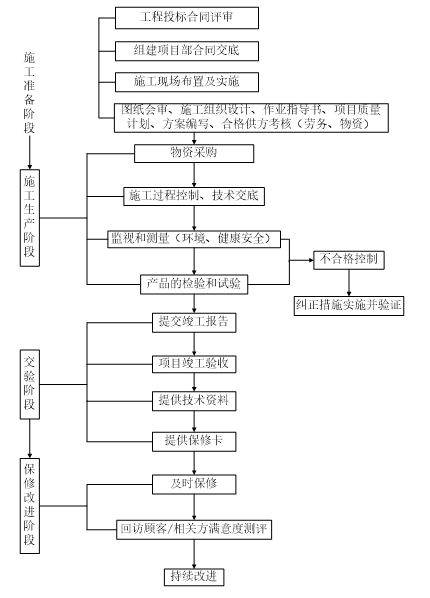 工程投标合同评审
组建项目部合同交底
施工现场布置及实施
图纸会审、施工组织设计、作业指导书、项目质量
计划、方案编写、合格供方考核（劳务、物资）
施工准备阶段
物资采购
施工过程控制、技术交底
施工生产阶段
监视和测量（环境、健康安全）
不合格控制
产品的检验和试验
纠正措施实施并验证
提交竣工报告
项目竣工验收
交验阶段
提供技术资料
提供保修卡
及时保修
保修改进阶段
回访顾客/相关方满意度测评
持续改进